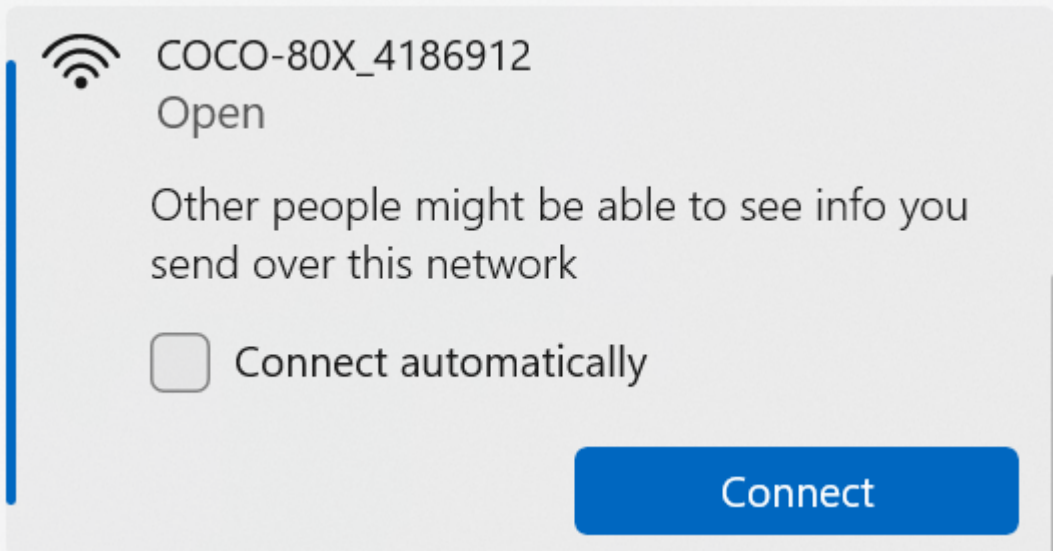 COCO-80X_4186912
Open
Other people might be able to see info you
send over this network
Connect automatically
Connect